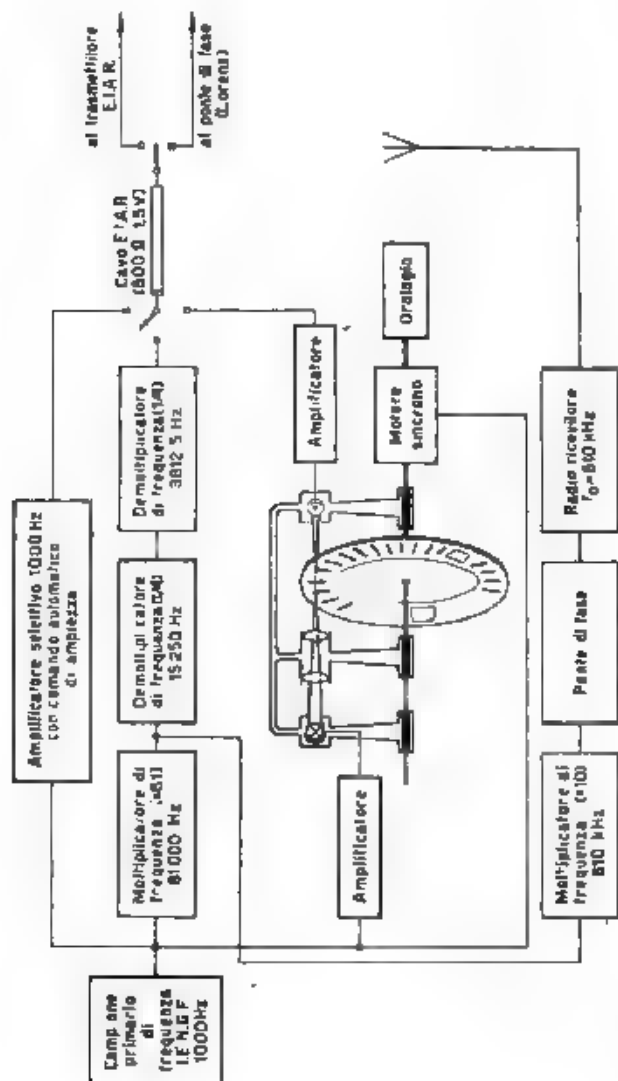 Campione
primario
di
frequenza
I.E.N.G.F.
1000Hz
Amplificatore selettivo 1000 Hz
con comando automatico
di ampiezza
Moltiplicatore di
frequenza (×61)
61000 Hz
Demoltiplicatore
di frequenza (1/4)
15250 Hz
Demoltiplicatore
di frequenza (1/4)
3812 5 Hz
Cavo E.I.A.R
(600 Ω 1,5 V)
al trasmettitore
E.I.A.R.
al ponte di fase
(Lorenz)
Amplificatore
Amplificatore
Motore
sincrono
Orologio
Moltiplicatore di
frequenza (×10)
610 kHz
Ponte di fase
Radio ricevitore
f₀=610 kHz